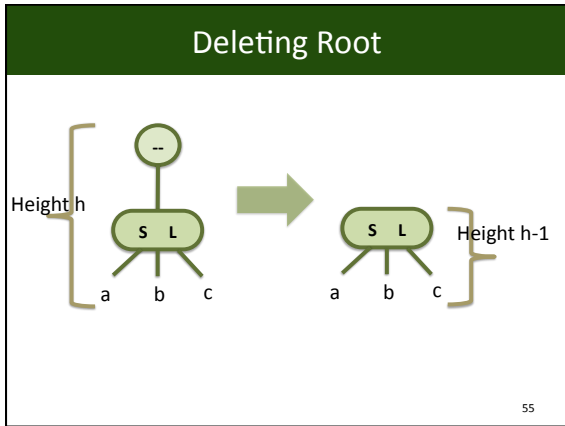 Deleting Root
--
Height h
S L
a b c
S L
Height h-1
a b c
55